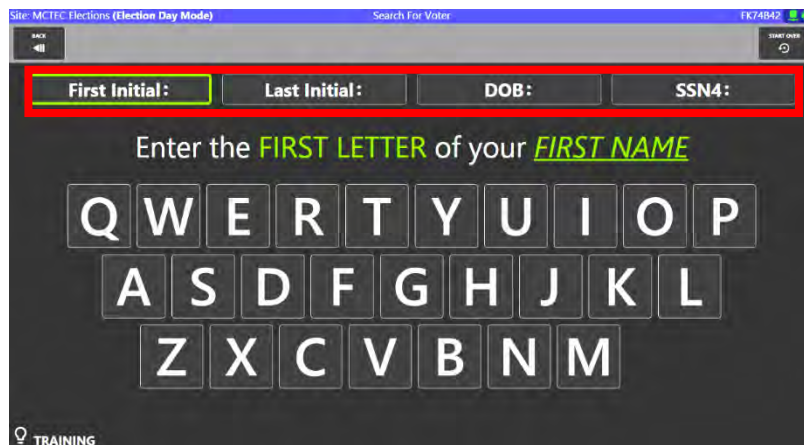 Site: MCTEC Elections (Election Day Mode) Search For Voter FK74B42
BACK START OVER
First Initial: Last Initial: DOB: SSN4:
Enter the FIRST LETTER of your FIRST NAME
Q W E R T Y U I O P
A S D F G H J K L
Z X C V B N M
TRAINING